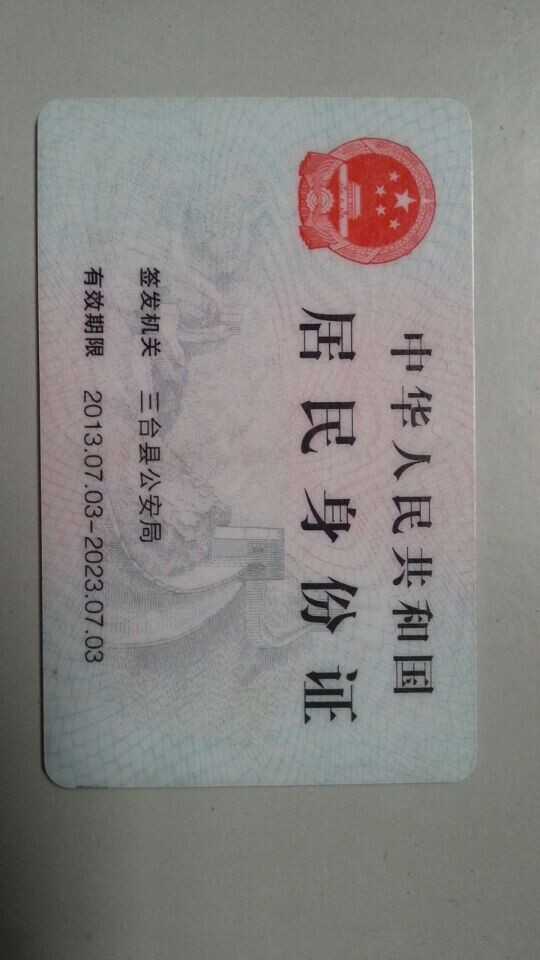 中华人民共和国
居民身份证
签发机关 三台县公安局
有效期限 2013.07.03-2023.07.03